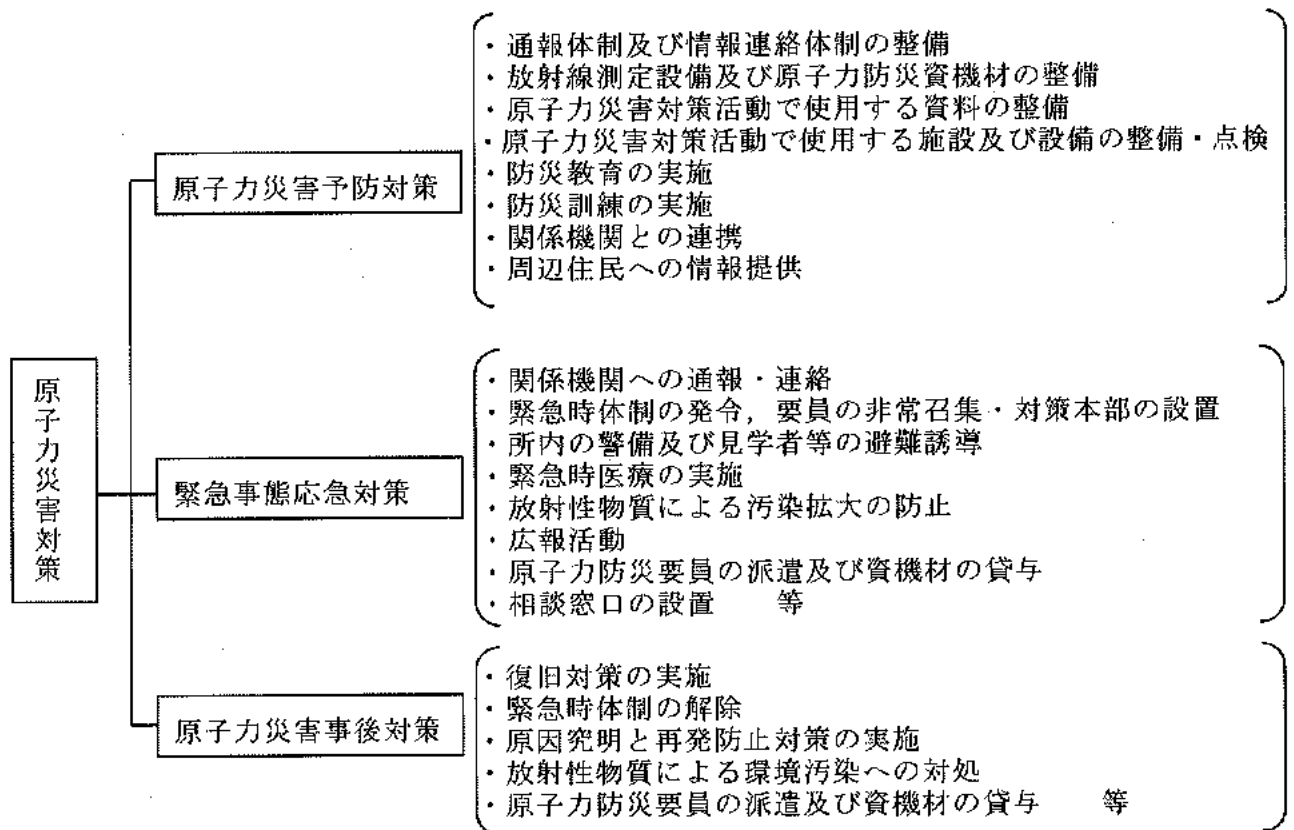 原子力災害対策
原子力災害予防対策
・通報体制及び情報連絡体制の整備
・放射線測定設備及び原子力防災資機材の整備
・原子力災害対策活動で使用する資料の整備
・原子力災害対策活動で使用する施設及び設備の整備・点検
・防災教育の実施
・防災訓練の実施
・関係機関との連携
・周辺住民への情報提供
緊急事態応急対策
・関係機関への通報・連絡
・緊急時体制の発令，要員の非常召集・対策本部の設置
・所内の警備及び見学者等の避難誘導
・緊急時医療の実施
・放射性物質による汚染拡大の防止
・広報活動
・原子力防災要員の派遣及び資機材の貸与
・相談窓口の設置　　等
原子力災害事後対策
・復旧対策の実施
・緊急時体制の解除
・原因究明と再発防止対策の実施
・放射性物質による環境汚染への対処
・原子力防災要員の派遣及び資機材の貸与　　等